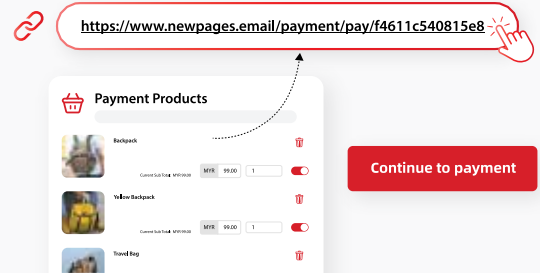 https://www.newpages.email/payment/pay/f4611c540815e8
Payment Products
Backpack
Current Sub Total: MYR 99.00
MYR 99.00 1
Continue to payment
Yellow Backpack
Current Sub Total: MYR 99.00
MYR 99.00 1
Travel Bag